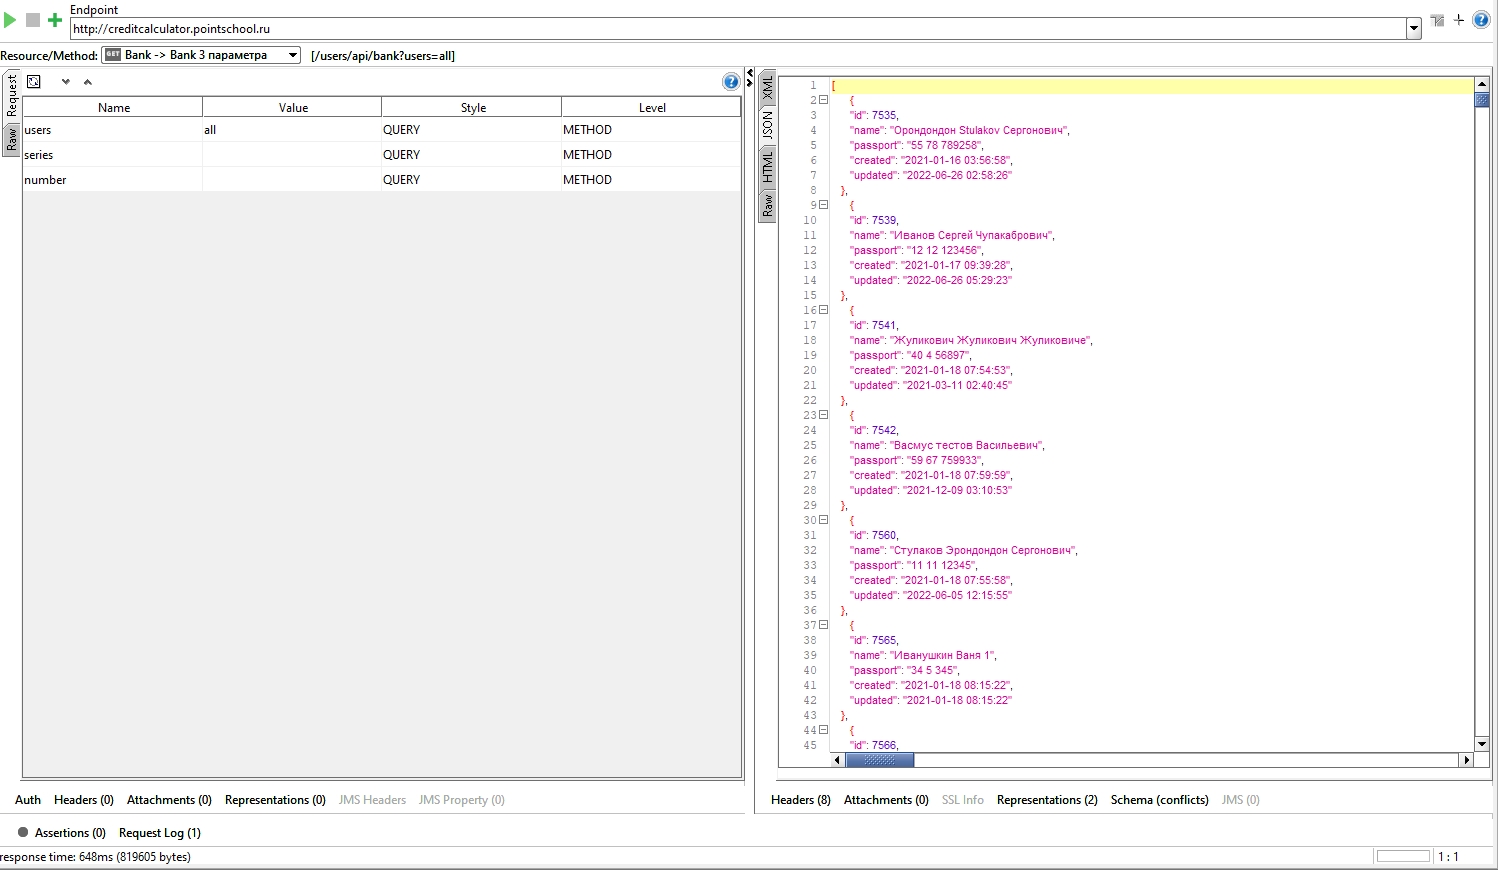 Endpoint
http://creditcalculator.pointschool.ru
Resource/Method: GET Bank -> Bank 3 параметра [/users/api/bank?users=all]
Request
Raw
Name Value Style Level
users all QUERY METHOD
series QUERY METHOD
number QUERY METHOD
XML
JSON
HTML
Raw
1 [
2 {
3 "id": 7535,
4 "name": "Орондондон Stulakov Сергонович",
5 "passport": "55 78 789258",
6 "created": "2021-01-16 03:56:58",
7 "updated": "2022-06-26 02:58:26"
8 },
9 {
10 "id": 7539,
11 "name": "Иванов Сергей Чупакабрович",
12 "passport": "12 12 123456",
13 "created": "2021-01-17 09:39:28",
14 "updated": "2022-06-26 05:29:23"
15 },
16 {
17 "id": 7541,
18 "name": "Жуликович Жуликович Жуликовиче",
19 "passport": "40 4 56897",
20 "created": "2021-01-18 07:54:53",
21 "updated": "2021-03-11 02:40:45"
22 },
23 {
24 "id": 7542,
25 "name": "Васмус тестов Васильевич",
26 "passport": "59 67 759933",
27 "created": "2021-01-18 07:59:59",
28 "updated": "2021-12-09 03:10:53"
29 },
30 {
31 "id": 7560,
32 "name": "Стулаков Эрондондон Сергонович",
33 "passport": "11 11 12345",
34 "created": "2021-01-18 07:55:58",
35 "updated": "2022-06-05 12:15:55"
36 },
37 {
38 "id": 7565,
39 "name": "Иванушкин Ваня 1",
40 "passport": "34 5 345",
41 "created": "2021-01-18 08:15:22",
42 "updated": "2021-01-18 08:15:22"
43 },
44 {
45 "id": 7566,
Auth Headers (0) Attachments (0) Representations (0) JMS Headers JMS Property (0)
Headers (8) Attachments (0) SSL Info Representations (2) Schema (conflicts) JMS (0)
Assertions (0) Request Log (1)
response time: 648ms (819605 bytes)
1 : 1